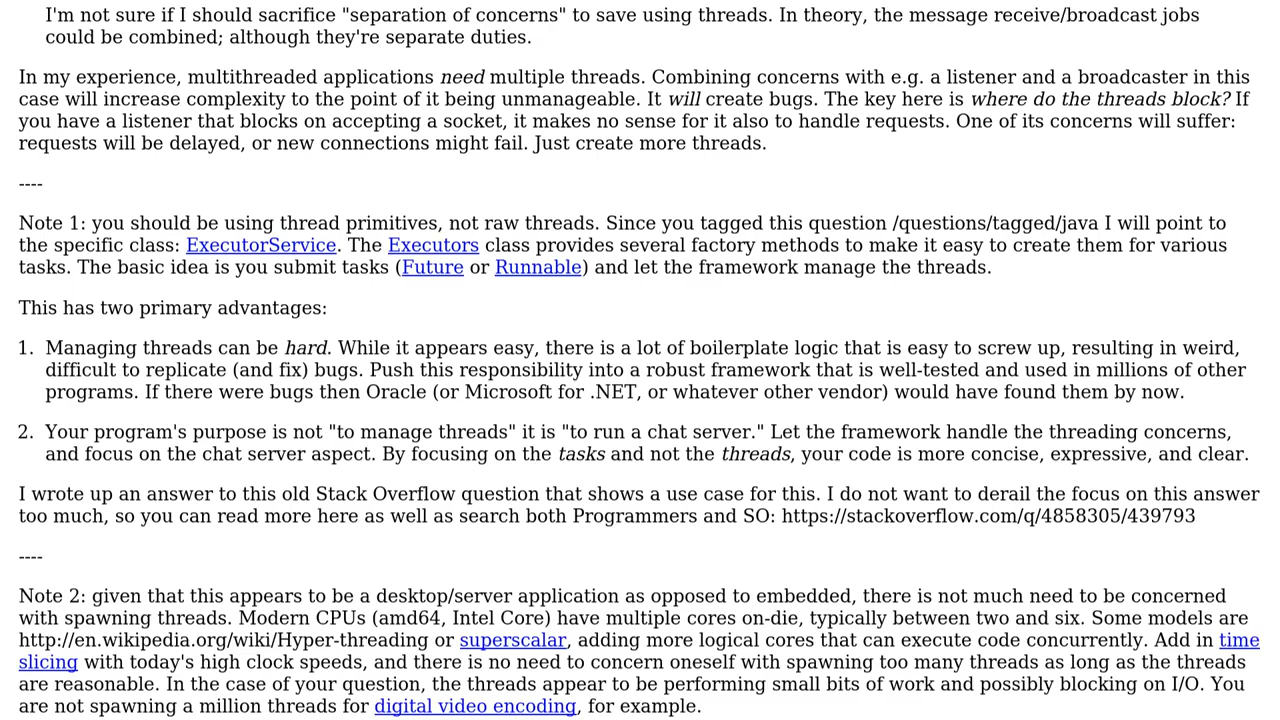 I'm not sure if I should sacrifice "separation of concerns" to save using threads. In theory, the message receive/broadcast jobs
could be combined; although they're separate duties.
In my experience, multithreaded applications need multiple threads. Combining concerns with e.g. a listener and a broadcaster in this
case will increase complexity to the point of it being unmanageable. It will create bugs. The key here is where do the threads block? If
you have a listener that blocks on accepting a socket, it makes no sense for it also to handle requests. One of its concerns will suffer:
requests will be delayed, or new connections might fail. Just create more threads.
----
Note 1: you should be using thread primitives, not raw threads. Since you tagged this question /questions/tagged/java I will point to
the specific class: ExecutorService. The Executors class provides several factory methods to make it easy to create them for various
tasks. The basic idea is you submit tasks (Future or Runnable) and let the framework manage the threads.
This has two primary advantages:
1. Managing threads can be hard. While it appears easy, there is a lot of boilerplate logic that is easy to screw up, resulting in weird,
difficult to replicate (and fix) bugs. Push this responsibility into a robust framework that is well-tested and used in millions of other
programs. If there were bugs then Oracle (or Microsoft for .NET, or whatever other vendor) would have found them by now.
2. Your program's purpose is not "to manage threads" it is "to run a chat server." Let the framework handle the threading concerns,
and focus on the chat server aspect. By focusing on the tasks and not the threads, your code is more concise, expressive, and clear.
I wrote up an answer to this old Stack Overflow question that shows a use case for this. I do not want to derail the focus on this answer
too much, so you can read more here as well as search both Programmers and SO: https://stackoverflow.com/q/4858305/439793
----
Note 2: given that this appears to be a desktop/server application as opposed to embedded, there is not much need to be concerned
with spawning threads. Modern CPUs (amd64, Intel Core) have multiple cores on-die, typically between two and six. Some models are
http://en.wikipedia.org/wiki/Hyper-threading or superscalar, adding more logical cores that can execute code concurrently. Add in time
slicing with today's high clock speeds, and there is no need to concern oneself with spawning too many threads as long as the threads
are reasonable. In the case of your question, the threads appear to be performing small bits of work and possibly blocking on I/O. You
are not spawning a million threads for digital video encoding, for example.